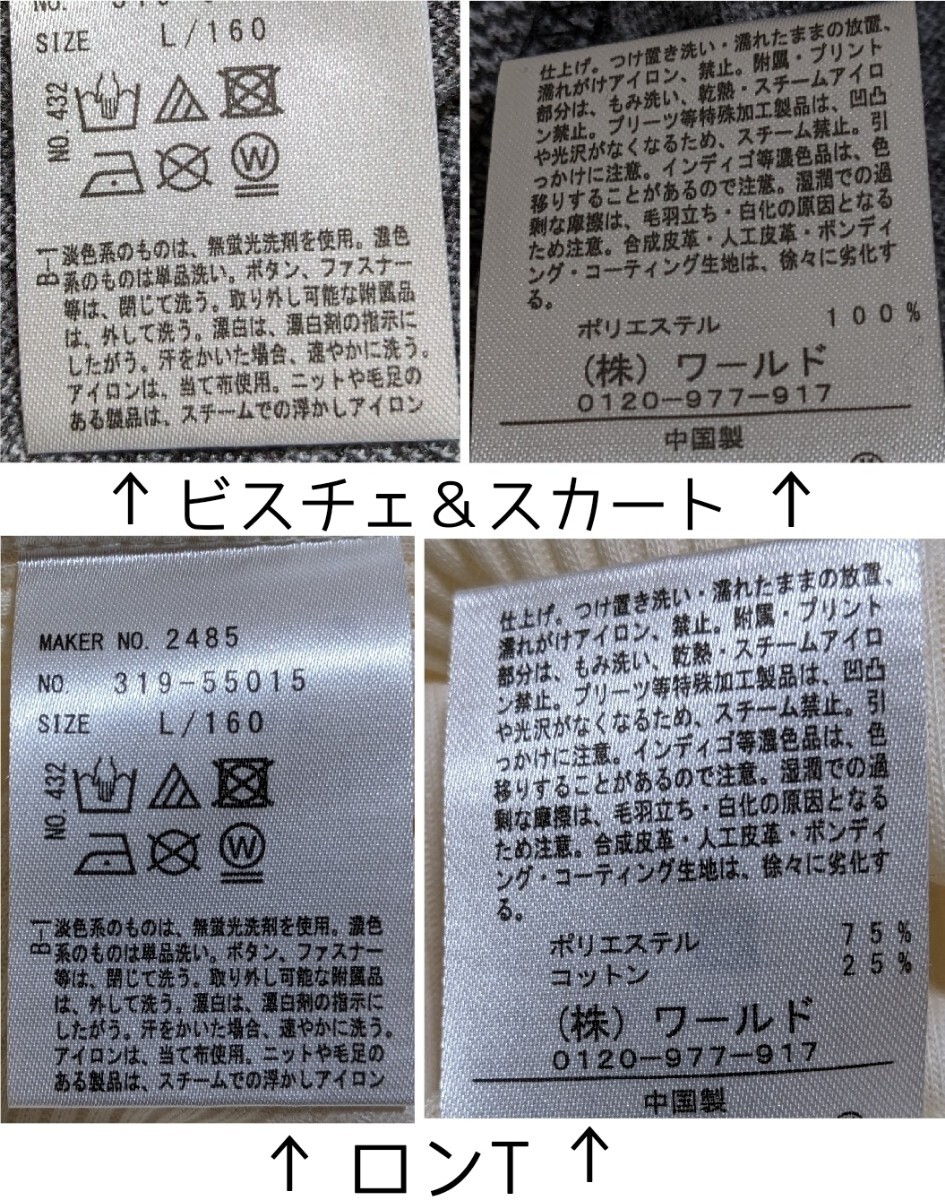 SIZE L/160
NO.432
W
B-1
淡色系のものは、無蛍光洗剤を使用。濃色
系のものは単品洗い。ボタン、ファスナー
等は、閉じて洗う。取り外し可能な附属品
は、外して洗う。漂白は、漂白剤の指示に
したがう。汗をかいた場合、速やかに洗う。
アイロンは、当て布使用。ニットや毛足の
ある製品は、スチームでの浮かしアイロン
仕上げ。つけ置き洗い・濡れたままの放置、
濡れがけアイロン、禁止。附属・プリント
部分は、もみ洗い、乾熱・スチームアイロ
ン禁止。プリーツ等特殊加工製品は、凹凸
や光沢がなくなるため、スチーム禁止。引
っかけに注意。インディゴ等濃色品は、色
移りすることがあるので注意。湿潤での過
剰な摩擦は、毛羽立ち・白化の原因となる
ため注意。合成皮革・人工皮革・ボンディ
ング・コーティング生地は、徐々に劣化す
る。
ポリエステル 100%
(株)ワールド
0120-977-917
中国製
↑ ビスチェ&スカート ↑
MAKER NO. 2485
NO. 319-55015
SIZE L/160
NO.432
W
B-1
淡色系のものは、無蛍光洗剤を使用。濃色
系のものは単品洗い。ボタン、ファスナー
等は、閉じて洗う。取り外し可能な附属品
は、外して洗う。漂白は、漂白剤の指示に
したがう。汗をかいた場合、速やかに洗う。
アイロンは、当て布使用。ニットや毛足の
ある製品は、スチームでの浮かしアイロン
仕上げ。つけ置き洗い・濡れたままの放置、
濡れがけアイロン、禁止。附属・プリント
部分は、もみ洗い、乾熱・スチームアイロ
ン禁止。プリーツ等特殊加工製品は、凹凸
や光沢がなくなるため、スチーム禁止。引
っかけに注意。インディゴ等濃色品は、色
移りすることがあるので注意。湿潤での過
剰な摩擦は、毛羽立ち・白化の原因となる
ため注意。合成皮革・人工皮革・ボンディ
ング・コーティング生地は、徐々に劣化す
る。
ポリエステル 75%
コットン 25%
(株)ワールド
0120-977-917
中国製
↑ ロンT ↑